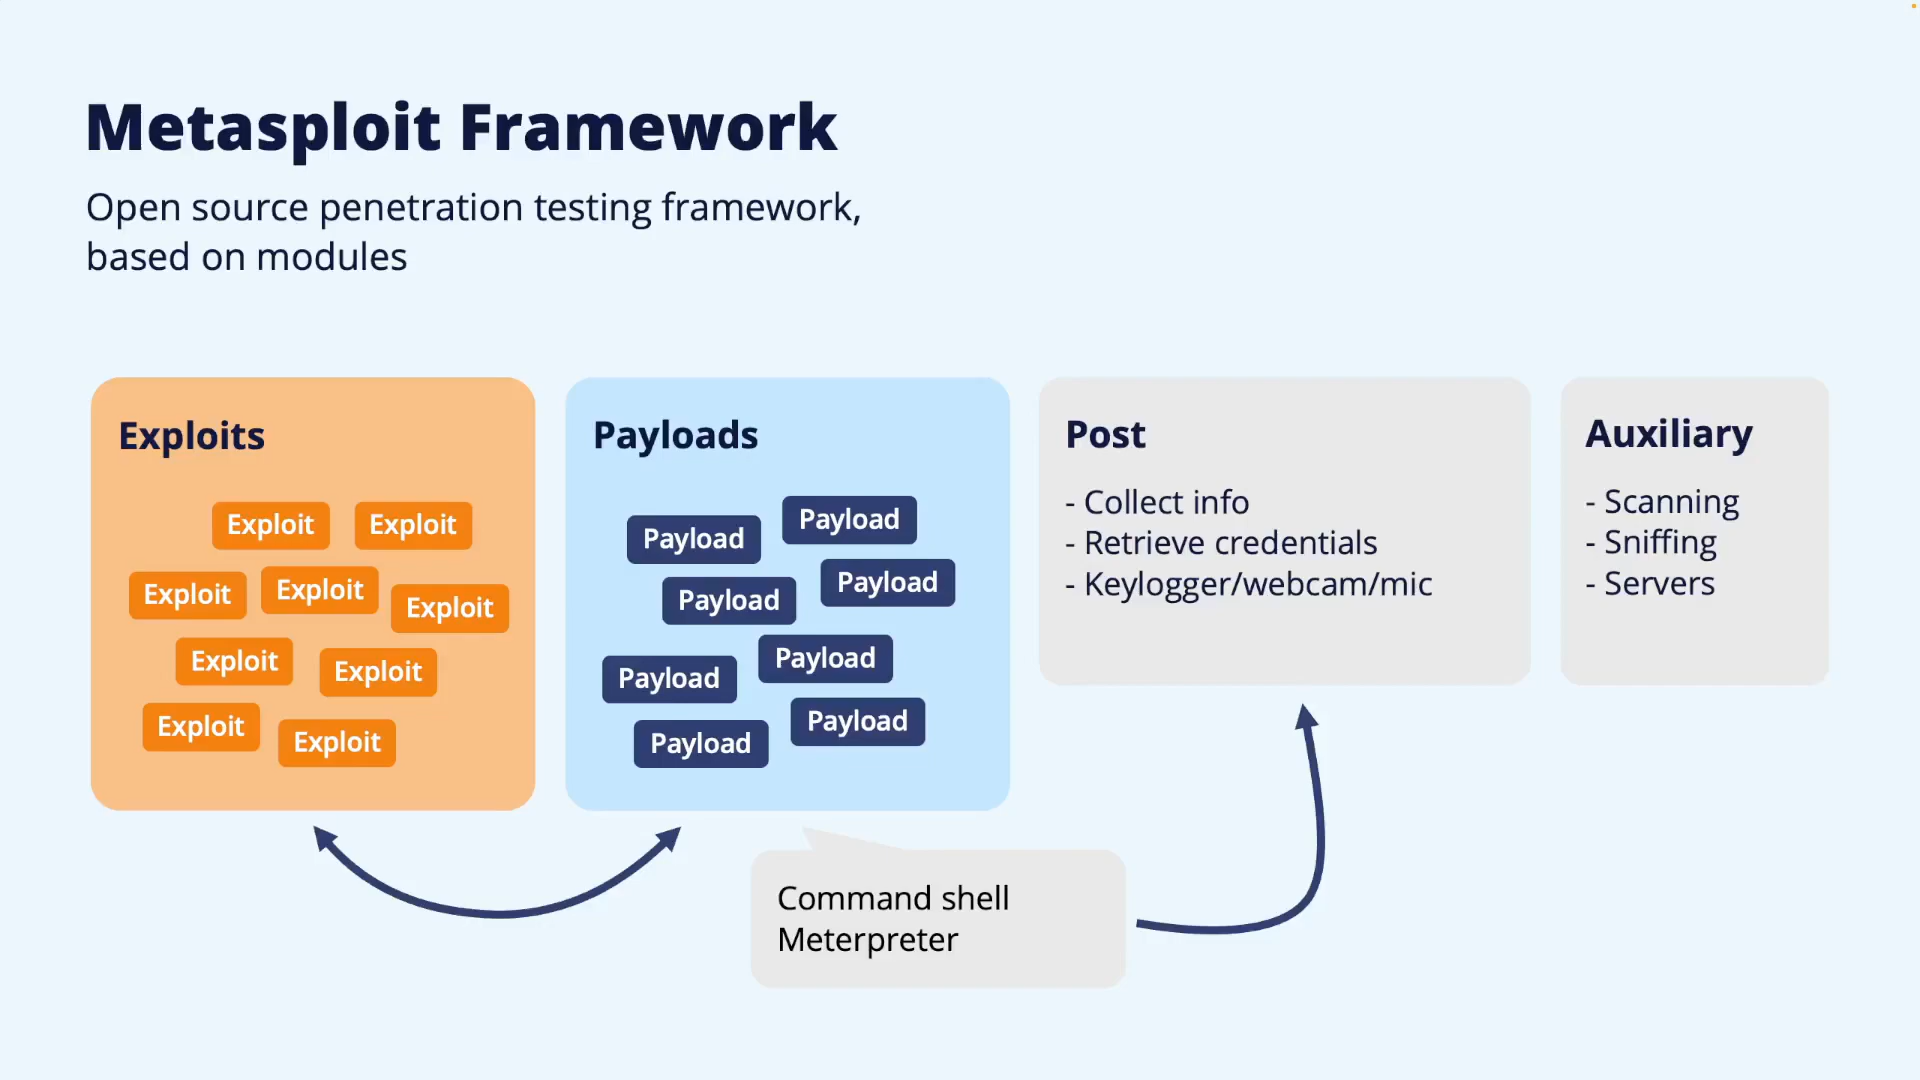 Metasploit Framework
Open source penetration testing framework,
based on modules
Exploits
Exploit
Exploit
Exploit
Exploit
Exploit
Exploit
Exploit
Exploit
Exploit
Payloads
Payload
Payload
Payload
Payload
Payload
Payload
Payload
Payload
Post
- Collect info
- Retrieve credentials
- Keylogger/webcam/mic
Auxiliary
- Scanning
- Sniffing
- Servers
Command shell
Meterpreter